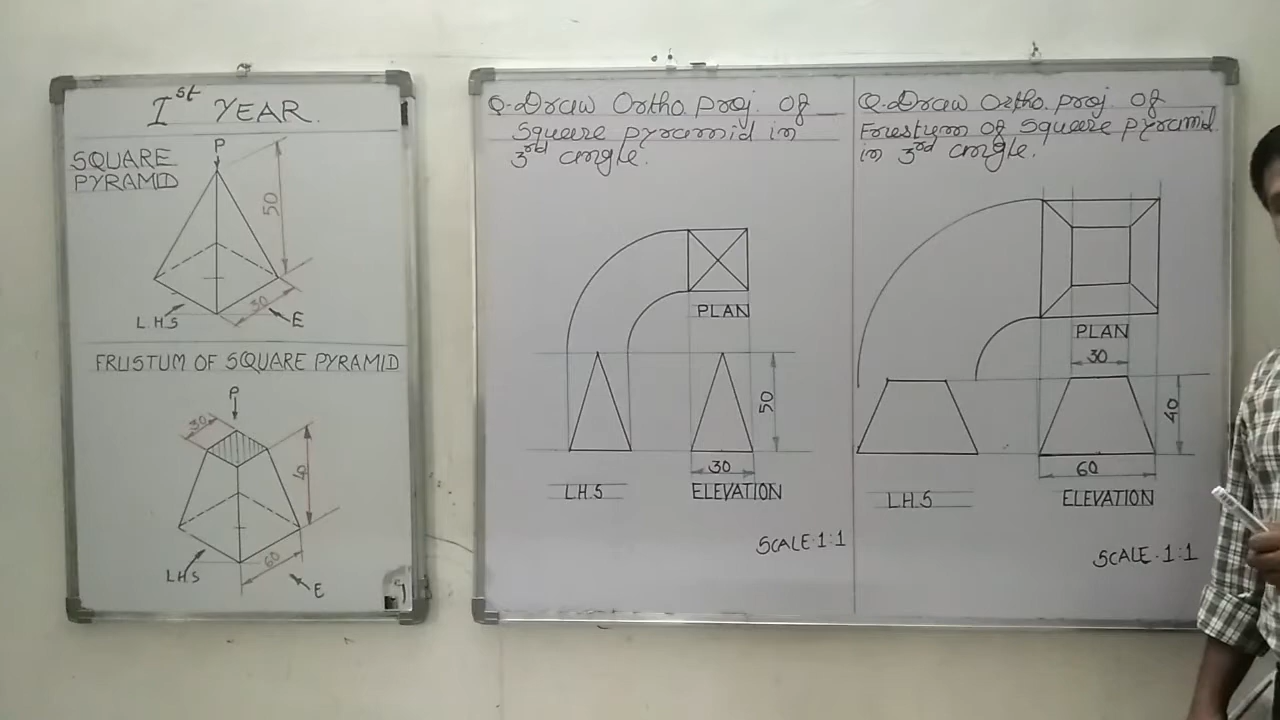 Ist YEAR.
SQUARE
PYRAMID
P
50
30
L.H.S
E
FRUSTUM OF SQUARE PYRAMID
P
30
40
60
LH.S
E
Q. Draw Ortho. proj. of
Square pyramid in
3rd angle.
PLAN
50
30
L.H.S
ELEVATION
SCALE.1:1
Q. Draw Ortho. proj. of
Frustum of Square pyramid
in 3rd angle.
PLAN
30
40
60
L.H.S
ELEVATION
SCALE.1:1